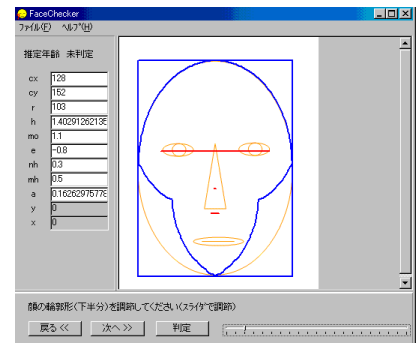 FaceChecker
ファイル(F) ヘルプ(H)
推定年齢 未判定
cx 128
cy 152
r 103
h 1.4029126213
mo 1.1
e -0.8
nh 0.3
mh 0.5
a 0.1626297577
y 0
x 0
顔の輪郭形(下半分)を調節してください(スライダで調節)
戻る<< 次へ>> 判定